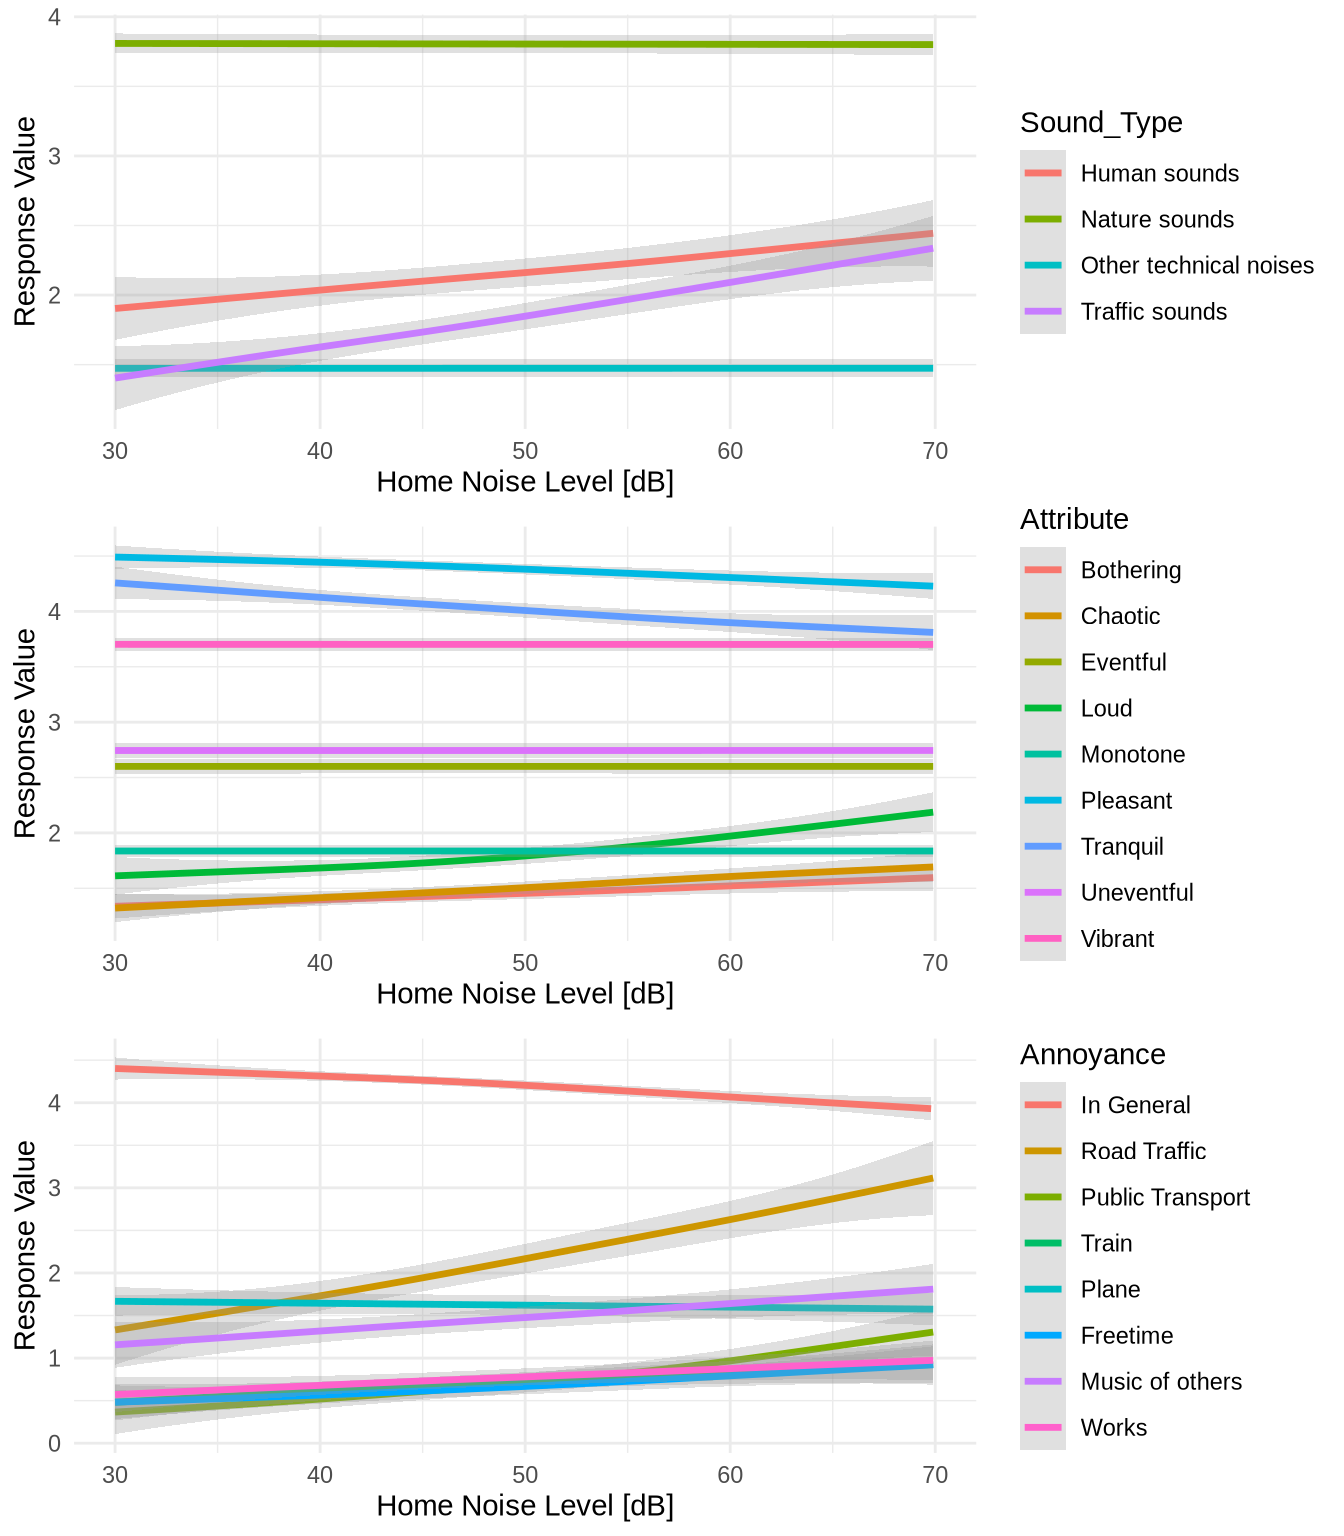 4
3
2
Response Value
30 40 50 60 70
Home Noise Level [dB]
Sound_Type
Human sounds
Nature sounds
Other technical noises
Traffic sounds
4
3
2
Response Value
30 40 50 60 70
Home Noise Level [dB]
Attribute
Bothering
Chaotic
Eventful
Loud
Monotone
Pleasant
Tranquil
Uneventful
Vibrant
4
3
2
1
0
Response Value
30 40 50 60 70
Home Noise Level [dB]
Annoyance
In General
Road Traffic
Public Transport
Train
Plane
Freetime
Music of others
Works